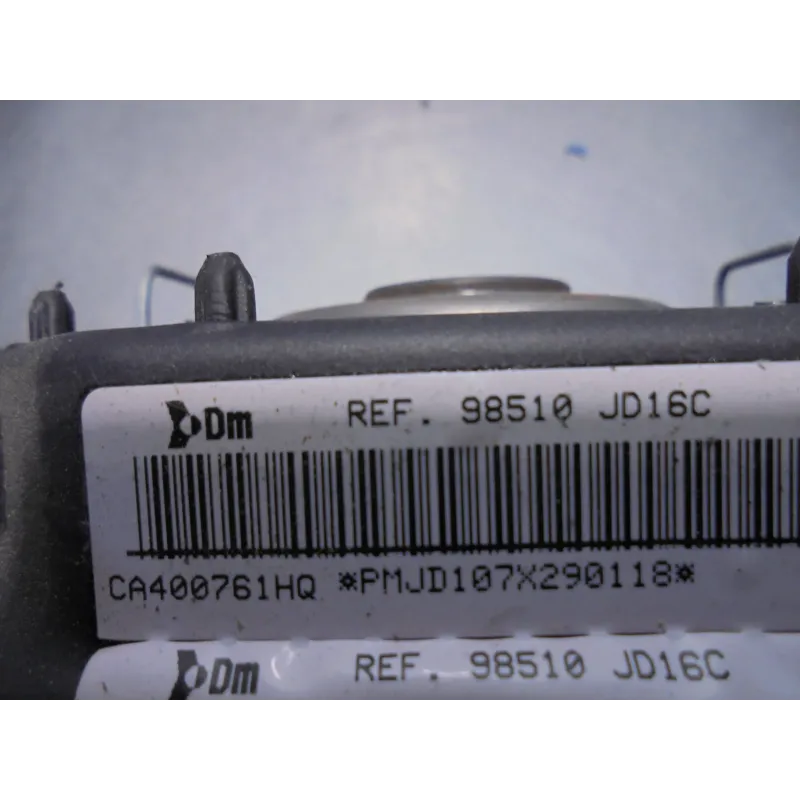 Dm REF. 98510 JD16C
CA400761HQ *PMJD107X290118*
Dm REF. 98510 JD16C